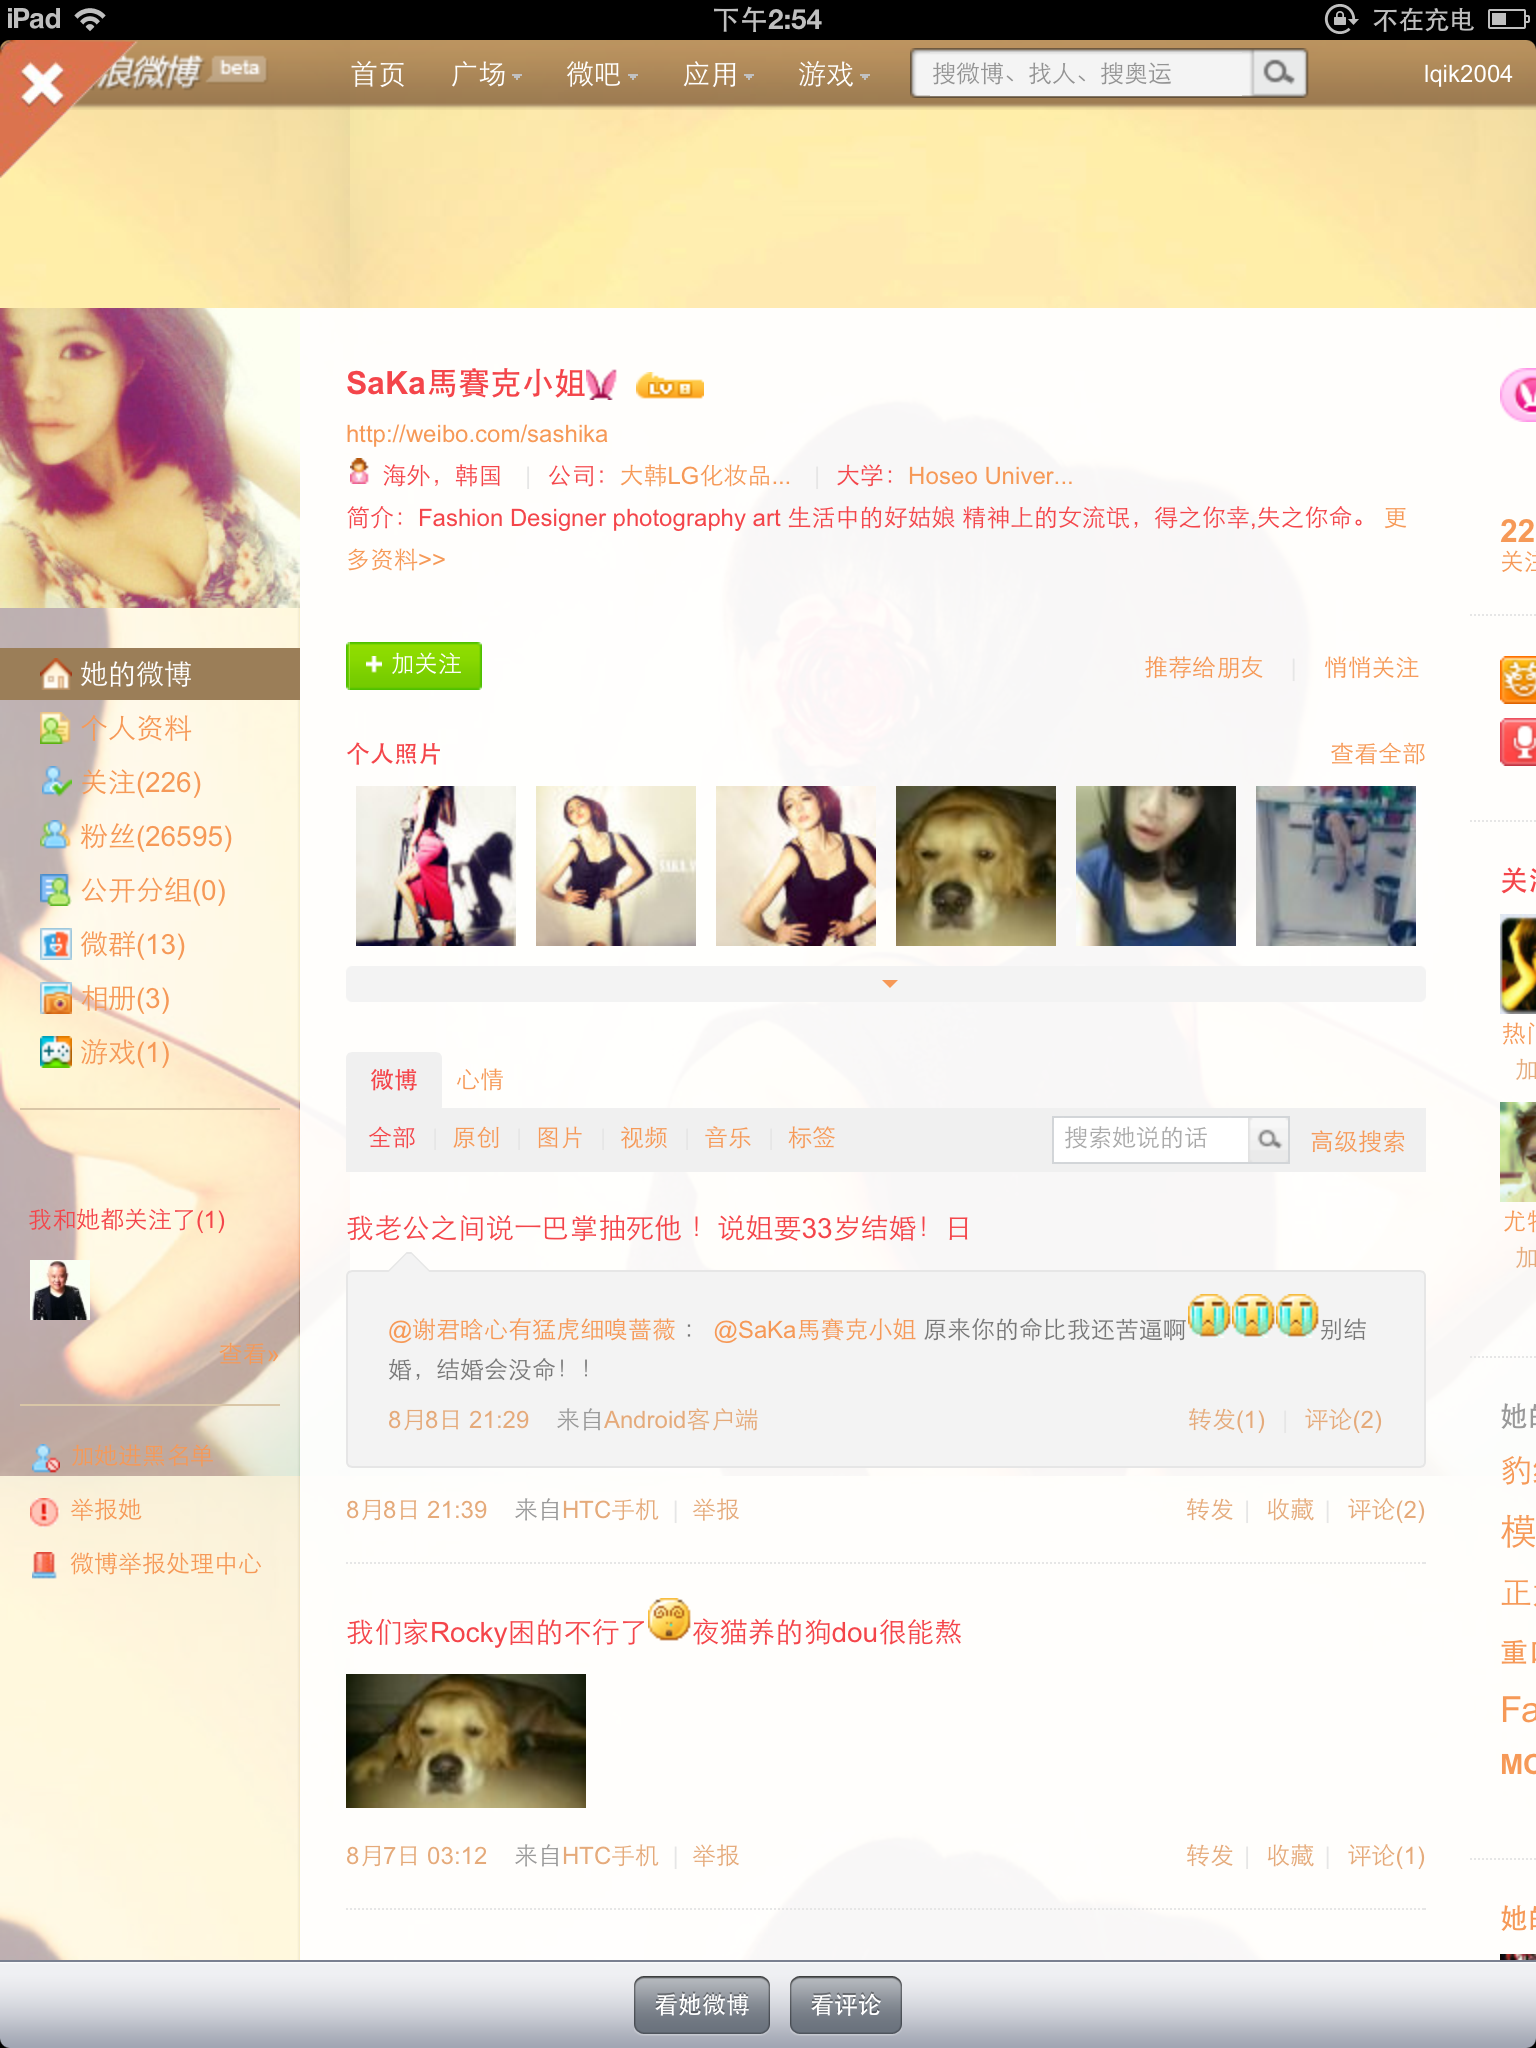 iPad 下午2:54 不在充电
浪微博 beta 首页 广场 微吧 应用 游戏 搜微博、找人、搜奥运 lqik2004
SaKa馬賽克小姐 LV 8
http://weibo.com/sashika
海外，韩国 | 公司：大韩LG化妆品... | 大学：Hoseo Univer...
简介：Fashion Designer photography art 生活中的好姑娘 精神上的女流氓，得之你幸,失之你命。 更
多资料>>
22
关注
+ 加关注 推荐给朋友 | 悄悄关注
她的微博
个人资料
关注(226)
粉丝(26595)
公开分组(0)
微群(13)
相册(3)
游戏(1)
我和她都关注了(1)
查看»
举报她
微博举报处理中心
个人照片 查看全部
微博 心情
全部 | 原创 | 图片 | 视频 | 音乐 | 标签 搜索她说的话 高级搜索
我老公之间说一巴掌抽死他！说姐要33岁结婚！日
@谢君晗心有猛虎细嗅蔷薇： @SaKa馬賽克小姐 原来你的命比我还苦逼啊别结
婚，结婚会没命！！
8月8日 21:29 来自Android客户端 转发(1) | 评论(2)
8月8日 21:39 来自HTC手机 | 举报 转发 | 收藏 | 评论(2)
我们家Rocky困的不行了夜猫养的狗dou很能熬
8月7日 03:12 来自HTC手机 | 举报 转发 | 收藏 | 评论(1)
热门
加
尤
加
她的
豹
模
正
重
Fa
MC
她的
看她微博 看评论